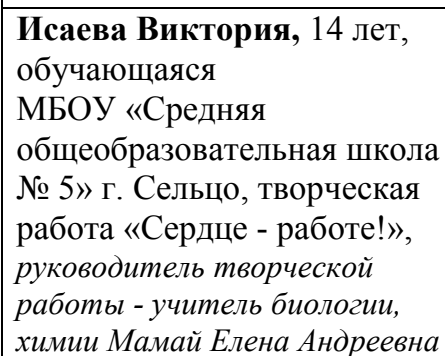 Исаева Виктория, 14 лет,
обучающаяся
МБОУ «Средняя
общеобразовательная школа
№ 5» г. Сельцо, творческая
работа «Сердце - работе!»,
руководитель творческой
работы - учитель биологии,
химии Мамай Елена Андреевна